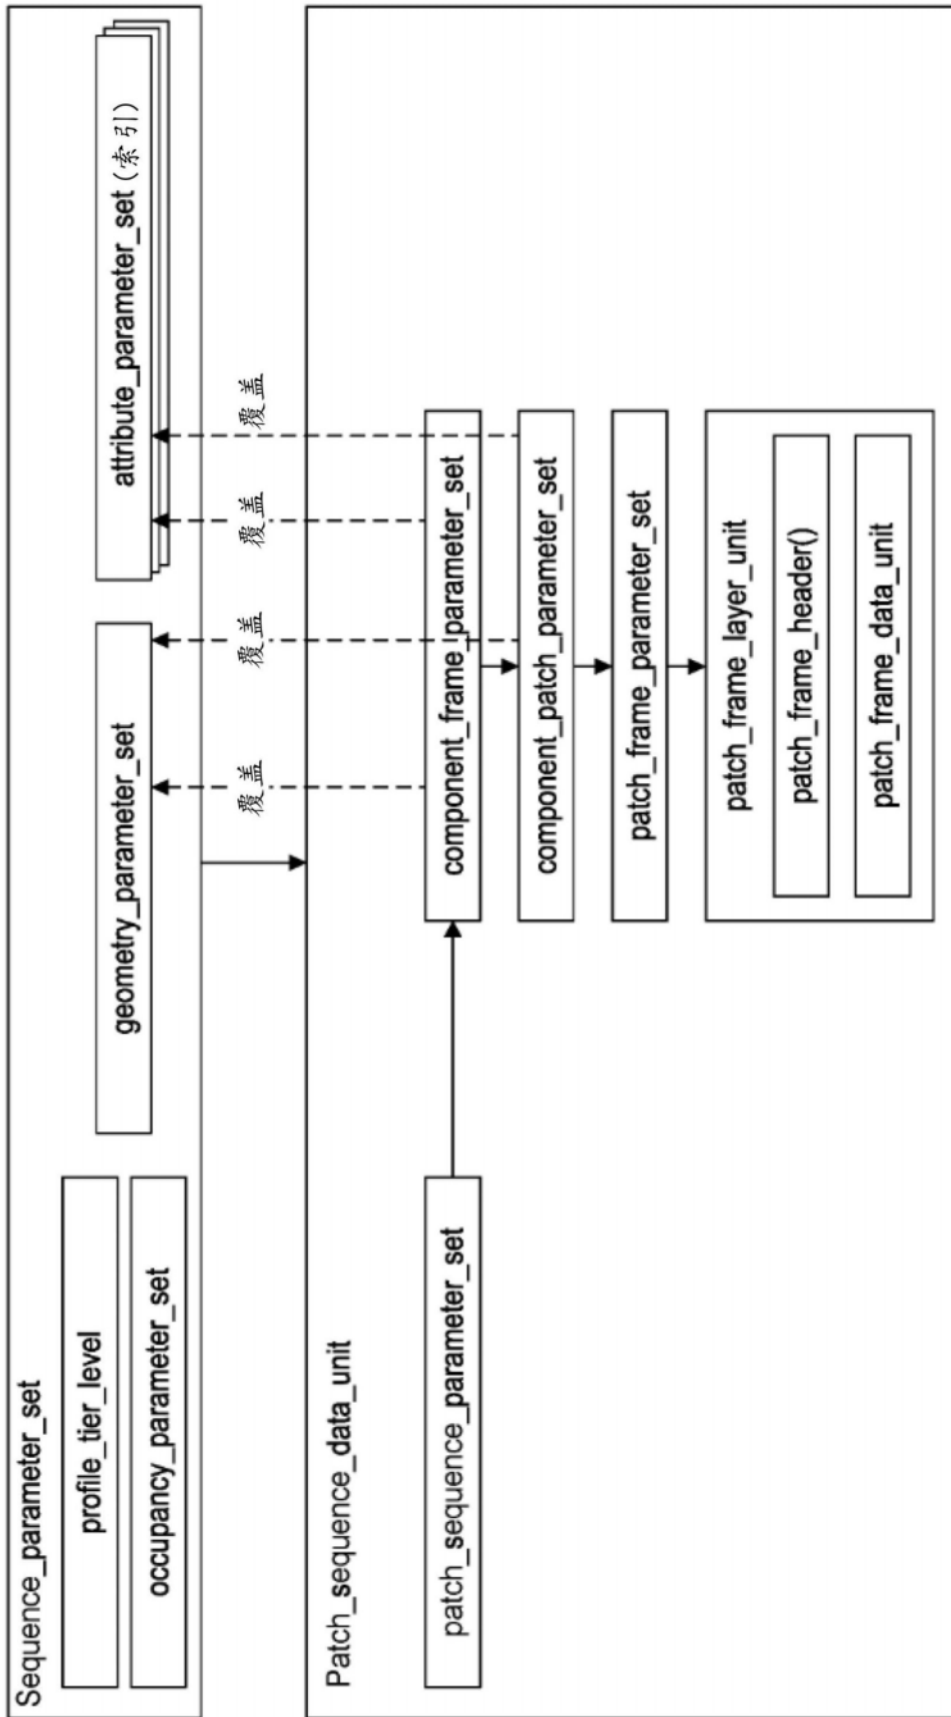 Sequence_parameter_set
profile_tier_level
occupancy_parameter_set
geometry_parameter_set
attribute_parameter_set (索引)
覆盖
覆盖
覆盖
覆盖
Patch_sequence_data_unit
patch_sequence_parameter_set
component_frame_parameter_set
component_patch_parameter_set
patch_frame_parameter_set
patch_frame_layer_unit
patch_frame_header()
patch_frame_data_unit